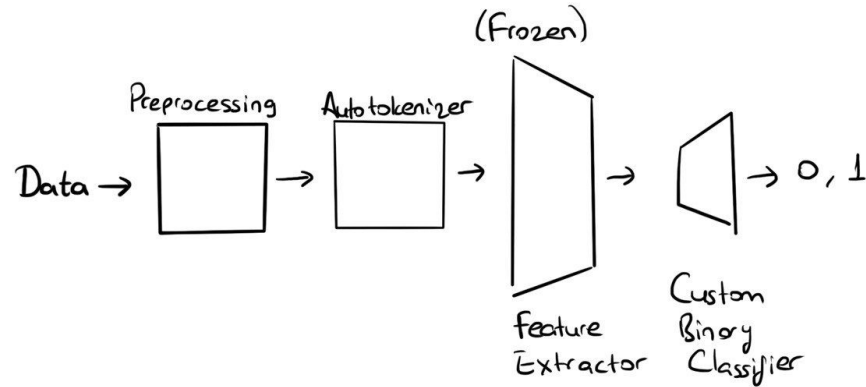 (Frozen)
Preprocessing
Autotokenizer
Data → → → → → 0, 1
Feature
Extractor
Custom
Binary
Classifier